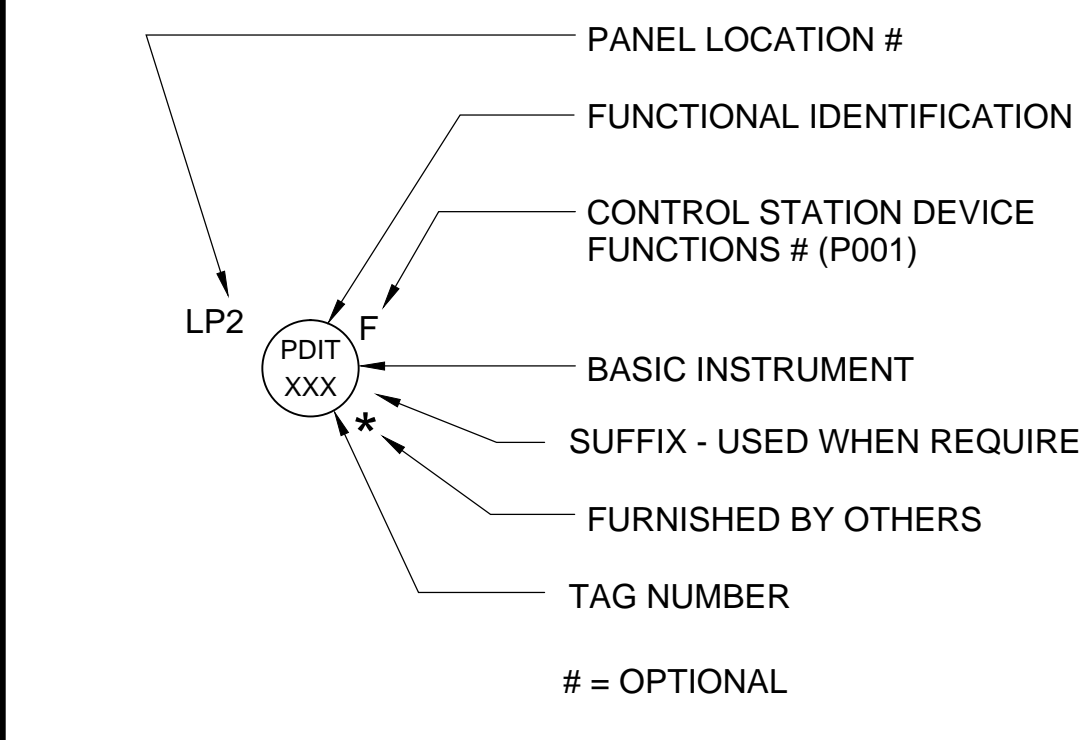 PANEL LOCATION #
FUNCTIONAL IDENTIFICATION
CONTROL STATION DEVICE
FUNCTIONS # (P001)
LP2
F
PDIT
XXX
BASIC INSTRUMENT
*
SUFFIX - USED WHEN REQUIRE
FURNISHED BY OTHERS
TAG NUMBER
# = OPTIONAL